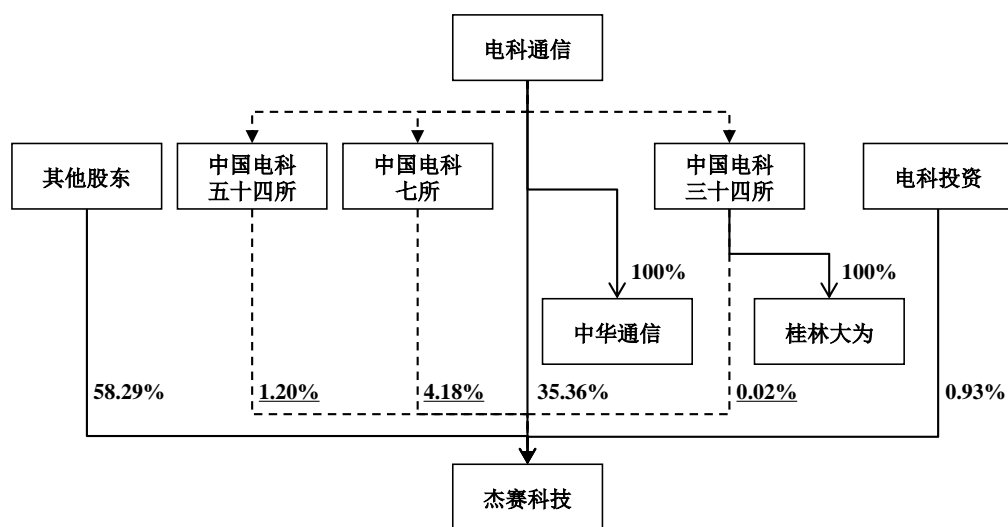 电科通信
其他股东
中国电科
五十四所
中国电科
七所
中国电科
三十四所
电科投资
100%
100%
中华通信
桂林大为
58.29%
1.20%
4.18%
35.36%
0.02%
0.93%
杰赛科技